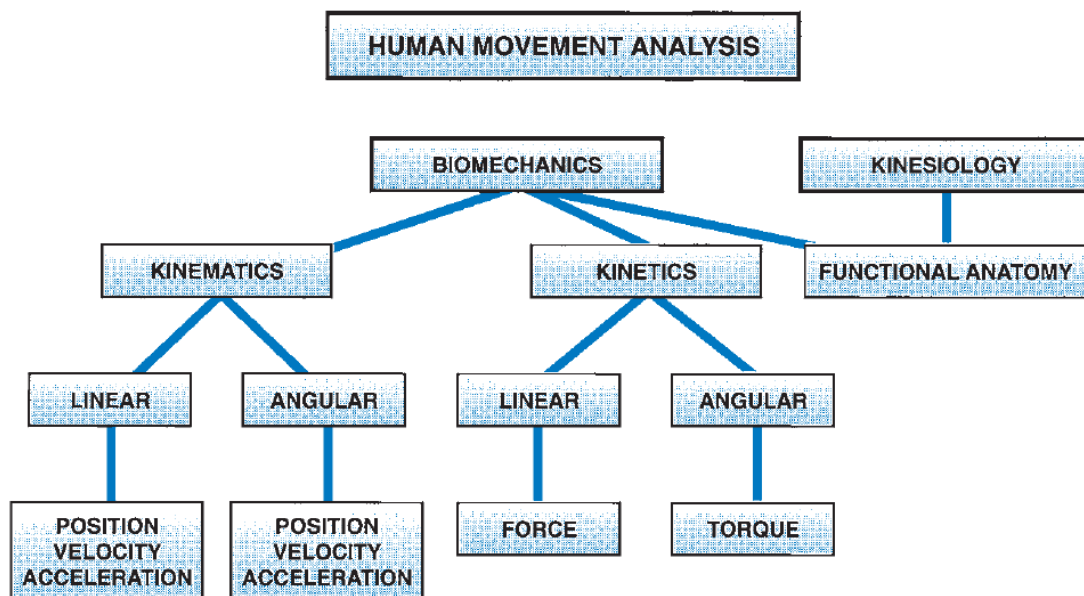 HUMAN MOVEMENT ANALYSIS
BIOMECHANICS
KINESIOLOGY
KINEMATICS
KINETICS
FUNCTIONAL ANATOMY
LINEAR
ANGULAR
LINEAR
ANGULAR
POSITION
VELOCITY
ACCELERATION
POSITION
VELOCITY
ACCELERATION
FORCE
TORQUE